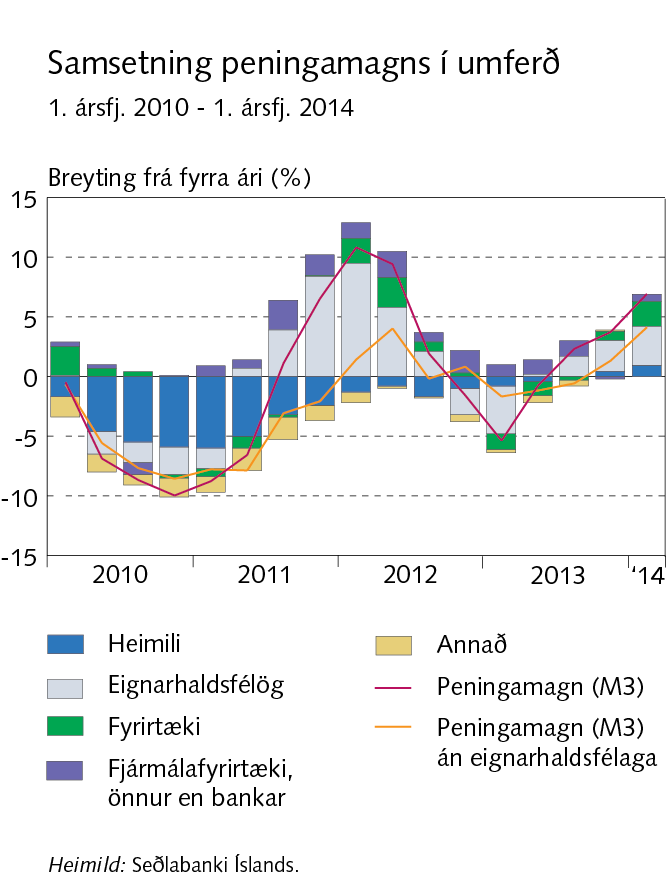 Samsetning peningamagns í umferð
1. ársfj. 2010 - 1. ársfj. 2014
Breyting frá fyrra ári (%)
15
10
5
0
-5
-10
-15
2010 2011 2012 2013 ‘14
Heimili
Eignarhaldsfélög
Fyrirtæki
Fjármálafyrirtæki,
önnur en bankar
Annað
Peningamagn (M3)
Peningamagn (M3)
án eignarhaldsfélaga
Heimild: Seðlabanki Íslands.